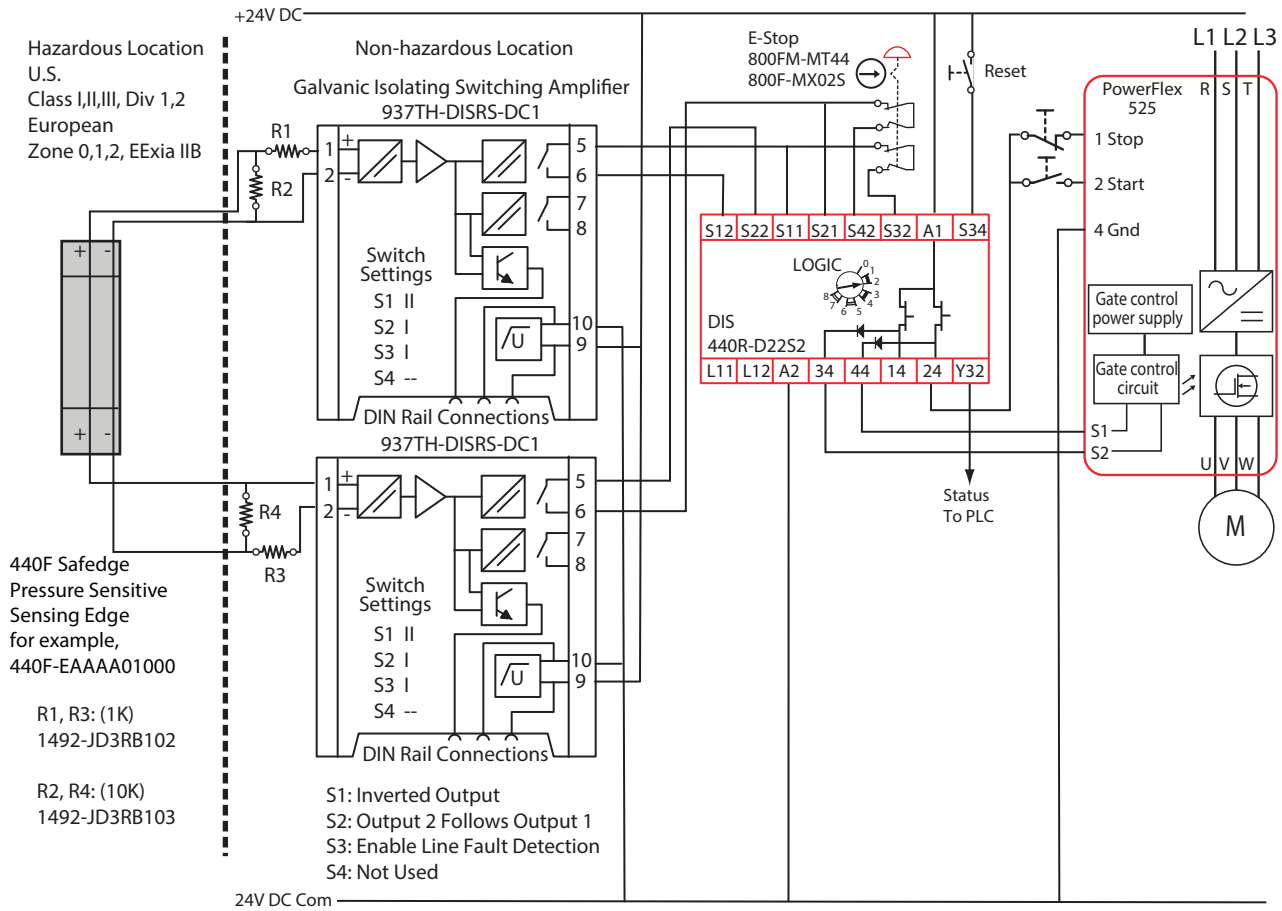 +24V DC
Hazardous Location
U.S.
Class I,II,III, Div 1,2
European
Zone 0,1,2, EExia IIB
Non-hazardous Location
Galvanic Isolating Switching Amplifier
937TH-DISRS-DC1
R1
R2
1
+
2
-
5
6
7
8
Switch
Settings
S1 II
S2 I
S3 I
S4 --
U
10
9
DIN Rail Connections
+
-
+
-
937TH-DISRS-DC1
R4
R3
1
+
2
-
5
6
7
8
Switch
Settings
S1 II
S2 I
S3 I
S4 --
U
10
9
DIN Rail Connections
440F Safedge
Pressure Sensitive
Sensing Edge
for example,
440F-EAAAA01000
R1, R3: (1K)
1492-JD3RB102
R2, R4: (10K)
1492-JD3RB103
S1: Inverted Output
S2: Output 2 Follows Output 1
S3: Enable Line Fault Detection
S4: Not Used
24V DC Com
E-Stop
800FM-MT44
800F-MX02S
Reset
S12 S22 S11 S21 S42 S32 A1 S34
LOGIC
0
1
2
3
4
5
6
7
8
DIS
440R-D22S2
L11 L12 A2 34 44 14 24 Y32
Status
To PLC
L1 L2 L3
PowerFlex
525
R S T
1 Stop
2 Start
4 Gnd
Gate control
power supply
Gate control
circuit
S1
S2
U V W
M